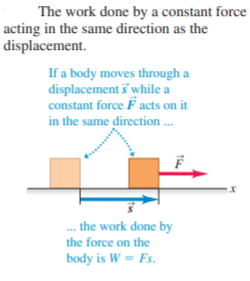 The work done by a constant force
acting in the same direction as the
displacement.
If a body moves through a
displacement s⃗ while a
constant force F⃗ acts on it
in the same direction ...
F⃗
x
s⃗
... the work done by
the force on the
body is W = Fs.